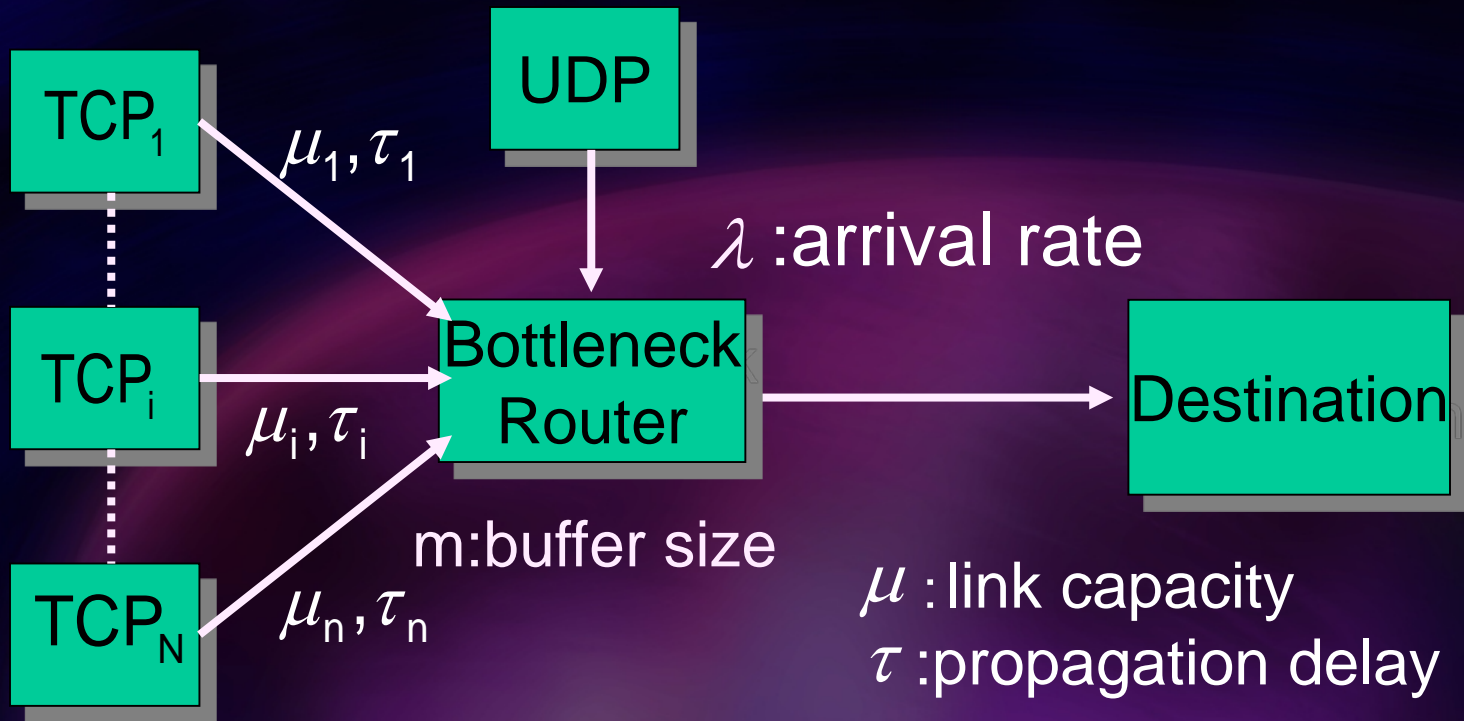 TCP₁
UDP
μ₁,τ₁
λ :arrival rate
TCPᵢ
μᵢ,τᵢ
Bottleneck
Router
Destination
m:buffer size
TCP_N
μₙ,τₙ
μ : link capacity
τ :propagation delay